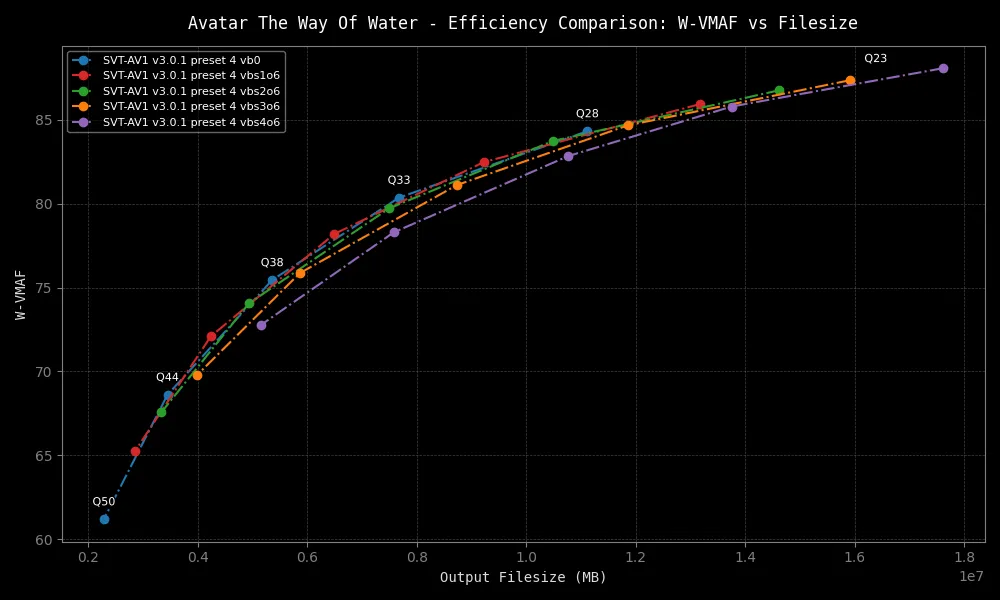 Avatar The Way Of Water - Efficiency Comparison: W-VMAF vs Filesize
SVT-AV1 v3.0.1 preset 4 vb0
SVT-AV1 v3.0.1 preset 4 vbs1o6
SVT-AV1 v3.0.1 preset 4 vbs2o6
SVT-AV1 v3.0.1 preset 4 vbs3o6
SVT-AV1 v3.0.1 preset 4 vbs4o6
Q23
Q28
Q33
Q38
Q44
Q50
W-VMAF
85
80
75
70
65
60
0.2 0.4 0.6 0.8 1.0 1.2 1.4 1.6 1.8
1e7
Output Filesize (MB)